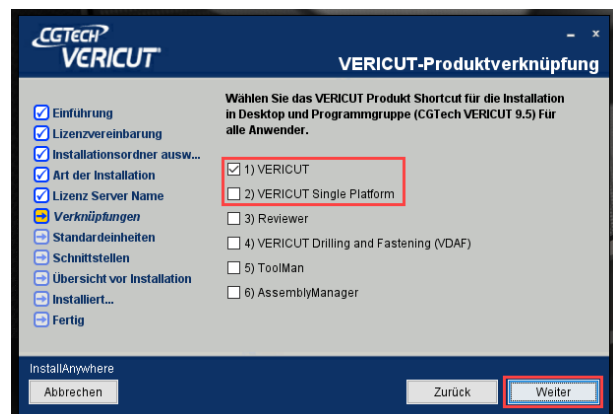 CGTECH
VERICUT
VERICUT-Produktverknüpfung
Einführung
Lizenzvereinbarung
Installationsordner ausw...
Art der Installation
Lizenz Server Name
Verknüpfungen
Standardeinheiten
Schnittstellen
Übersicht vor Installation
Installiert...
Fertig
Wählen Sie das VERICUT Produkt Shortcut für die Installation
in Desktop und Programmgruppe (CGTech VERICUT 9.5) Für
alle Anwender.
1) VERICUT
2) VERICUT Single Platform
3) Reviewer
4) VERICUT Drilling and Fastening (VDAF)
5) ToolMan
6) AssemblyManager
InstallAnywhere
Abbrechen
Zurück
Weiter